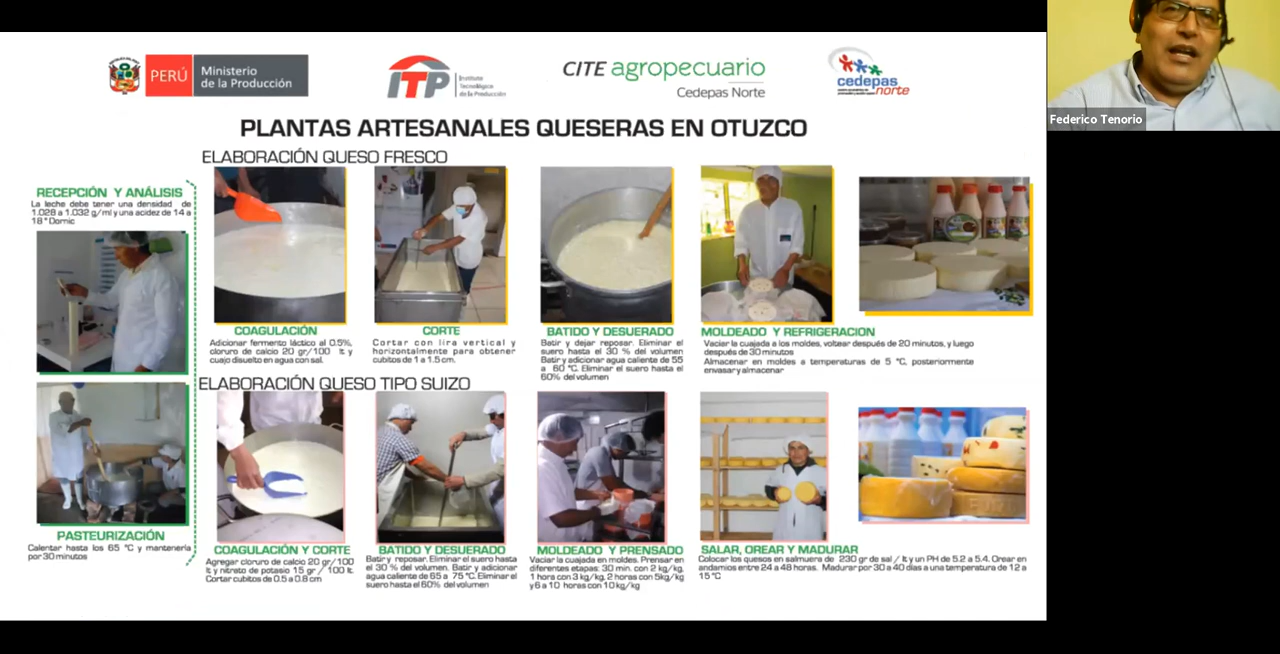 PERÚ
Ministerio
de la Producción
ITP
Instituto
Tecnológico
de la Producción
CITE agropecuario
Cedepas Norte
cedepas
norte
Federico Tenorio
PLANTAS ARTESANALES QUESERAS EN OTUZCO
ELABORACIÓN QUESO FRESCO
RECEPCIÓN Y ANÁLISIS
La leche debe tener una densidad de
1.028 a 1.032 g/ml y una acidez de 14 a
18 ° Dornic
PASTEURIZACIÓN
Calentar hasta los 65 °C y mantenerla
por 30 minutos
COAGULACIÓN
Adicionar fermento láctico al 0.5%,
cloruro de calcio 20 gr/100 lt y
cuajo disuelto en agua con sal.
CORTE
Cortar con lira vertical y
horizontalmente para obtener
cubitos de 1 a 1.5 cm.
BATIDO Y DESUERADO
Batir y dejar reposar. Eliminar el
suero hasta el 30 % del volumen
Batir y adicionar agua caliente de 55
a 60 °C. Eliminar el suero hasta el
60% del volumen
MOLDEADO Y REFRIGERACION
Vaciar la cuajada a los moldes, voltear después de 20 minutos, y luego
después de 30 minutos
Almacenar en moldes a temperaturas de 5 °C, posteriormente
envasar y almacenar
ELABORACIÓN QUESO TIPO SUIZO
COAGULACIÓN Y CORTE
Agregar cloruro de calcio 20 gr/100
lt y nitrato de potasio 15 gr / 100 lt.
Cortar cubitos de 0.5 a 0.8 cm
BATIDO Y DESUERADO
Batir y reposar. Eliminar el suero hasta
el 30 % del volumen. Batir y adicionar
agua caliente de 65 a 75 °C. Eliminar el
suero hasta el 60% del volumen
MOLDEADO Y PRENSADO
Vaciar la cuajada en moldes. Prensar en
diferentes etapas: 30 min. con 2 kg/kg,
1 hora con 3 kg/kg, 2 horas con 5kg/kg
y 6 a 10 horas con 10 kg/kg
SALAR, OREAR Y MADURAR
Colocar los quesos en salmuera de 230 gr de sal / lt y un PH de 5.2 a 5.4. Orear en
andamios entre 24 a 48 horas. Madurar por 30 a 40 días a una temperatura de 12 a
15 °C